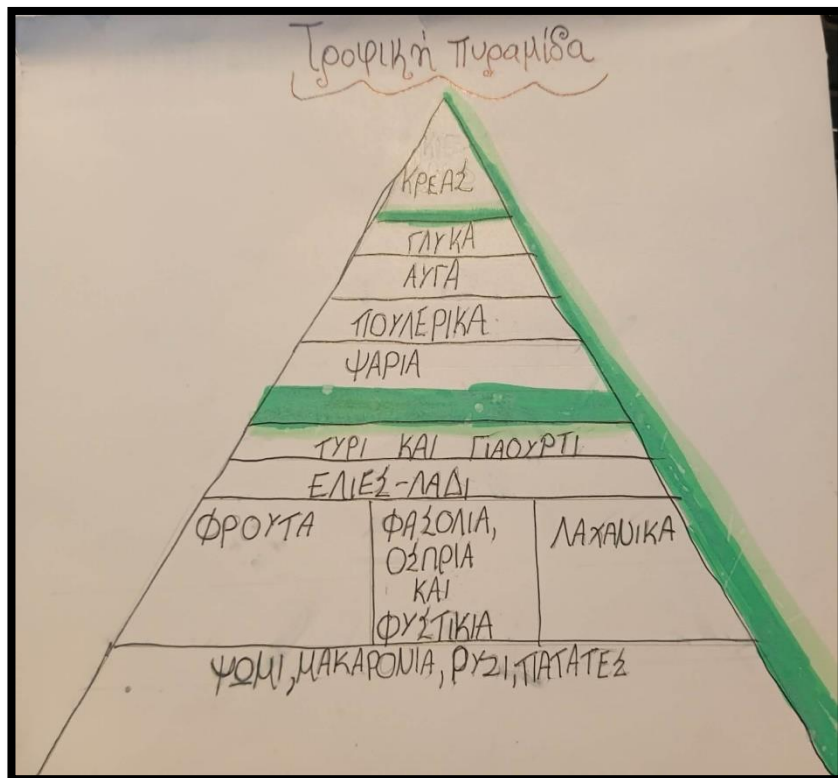 Τροφική πυραμίδα
ΚΡΕΑΣ
ΓΛΥΚΑ
ΑΥΓΑ
ΠΟΥΛΕΡΙΚΑ
ΨΑΡΙΑ
ΤΥΡΙ ΚΑΙ ΓΙΑΟΥΡΤΙ
ΕΛΙΕΣ-ΛΑΔΙ
ΦΡΟΥΤΑ
ΦΑΣΟΛΙΑ,
ΟΣΠΡΙΑ
ΚΑΙ
ΦΥΣΤΙΚΙΑ
ΛΑΧΑΝΙΚΑ
ΨΩΜΙ, ΜΑΚΑΡΟΝΙΑ, ΡΥΖΙ, ΠΑΤΑΤΕΣ